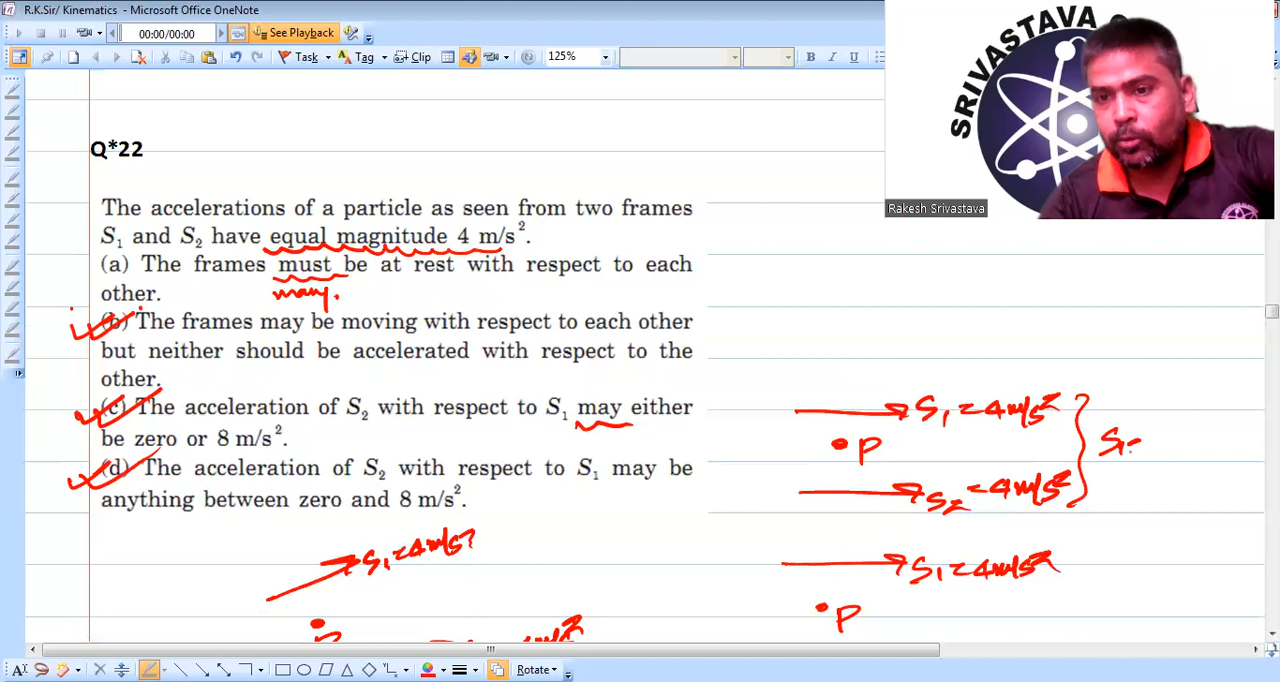 R.K.Sir/ Kinematics - Microsoft Office OneNote
00:00/00:00
See Playback
Task
Tag
Clip
125%
B I U
SRIVASTAVA
Rakesh Srivastava
Q*22
The accelerations of a particle as seen from two frames
S₁ and S₂ have equal magnitude 4 m/s².
(a) The frames must be at rest with respect to each
other.
may.
(b) The frames may be moving with respect to each other
but neither should be accelerated with respect to the
other.
(c) The acceleration of S₂ with respect to S₁ may either
be zero or 8 m/s².
(d) The acceleration of S₂ with respect to S₁ may be
anything between zero and 8 m/s².
S₁ = 4 m/s²
P
S₂ = 4 m/s²
S₁ = 4 m/s²
S₁ = 4 m/s²
P
Rotate